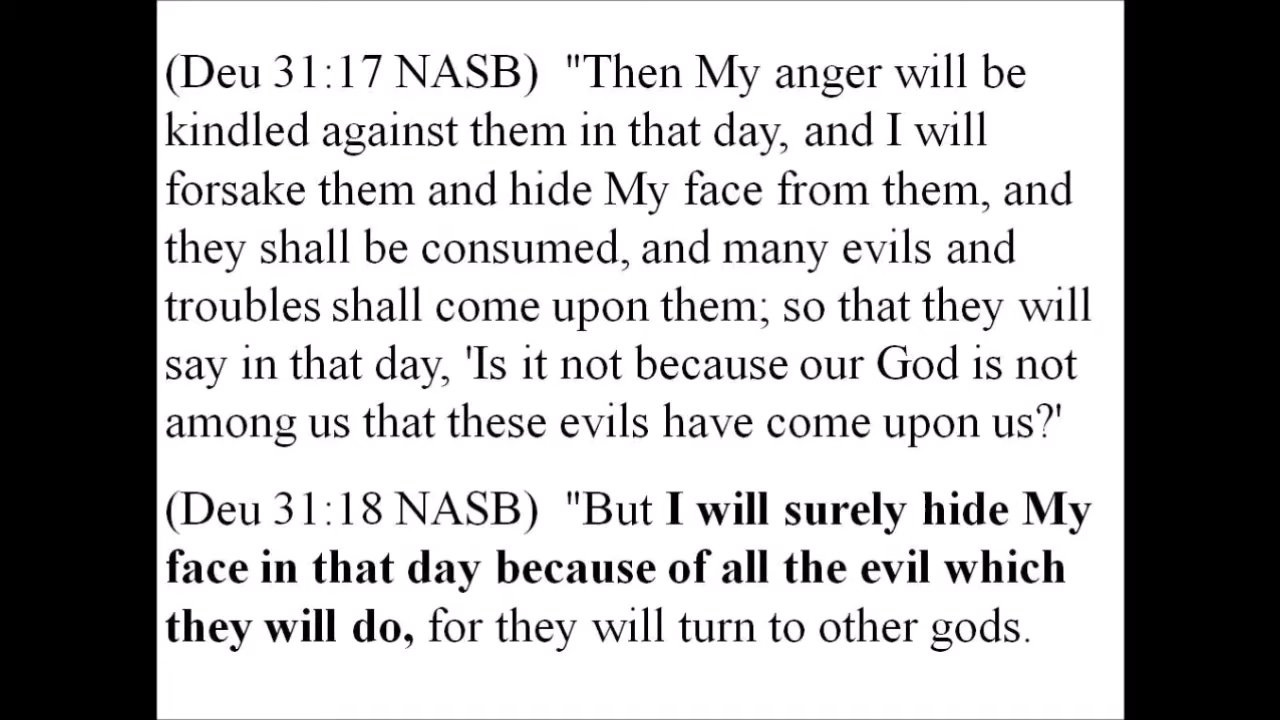 (Deu 31:17 NASB)  "Then My anger will be
kindled against them in that day, and I will
forsake them and hide My face from them, and
they shall be consumed, and many evils and
troubles shall come upon them; so that they will
say in that day, 'Is it not because our God is not
among us that these evils have come upon us?'
(Deu 31:18 NASB)  "But I will surely hide My
face in that day because of all the evil which
they will do, for they will turn to other gods.